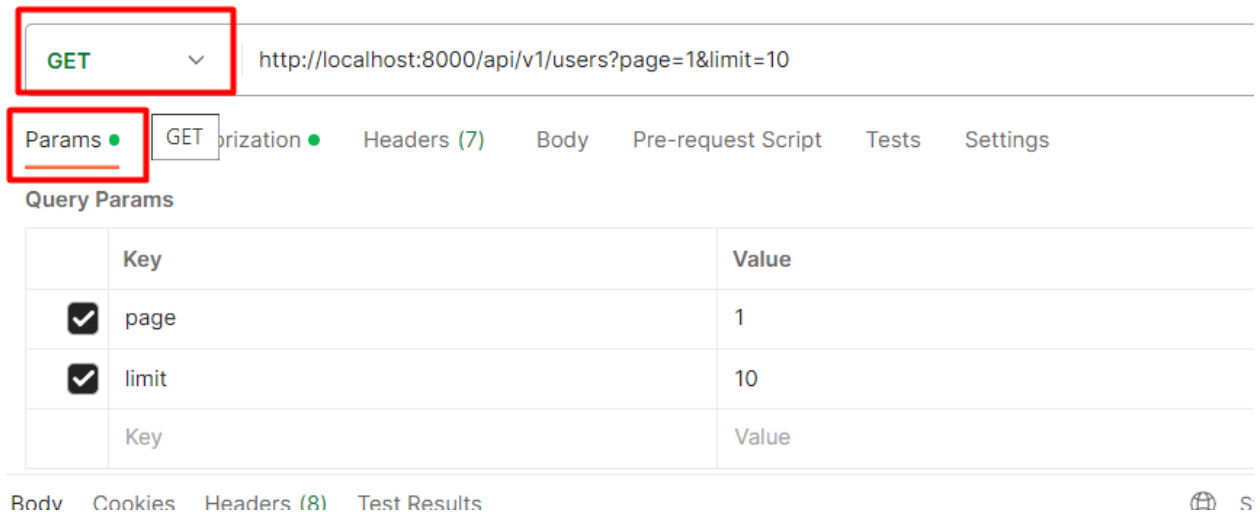 GET http://localhost:8000/api/v1/users?page=1&limit=10
Params GET rization Headers (7) Body Pre-request Script Tests Settings
Query Params
Key Value
page 1
limit 10
Key Value
Body Cookies Headers (8) Test Results